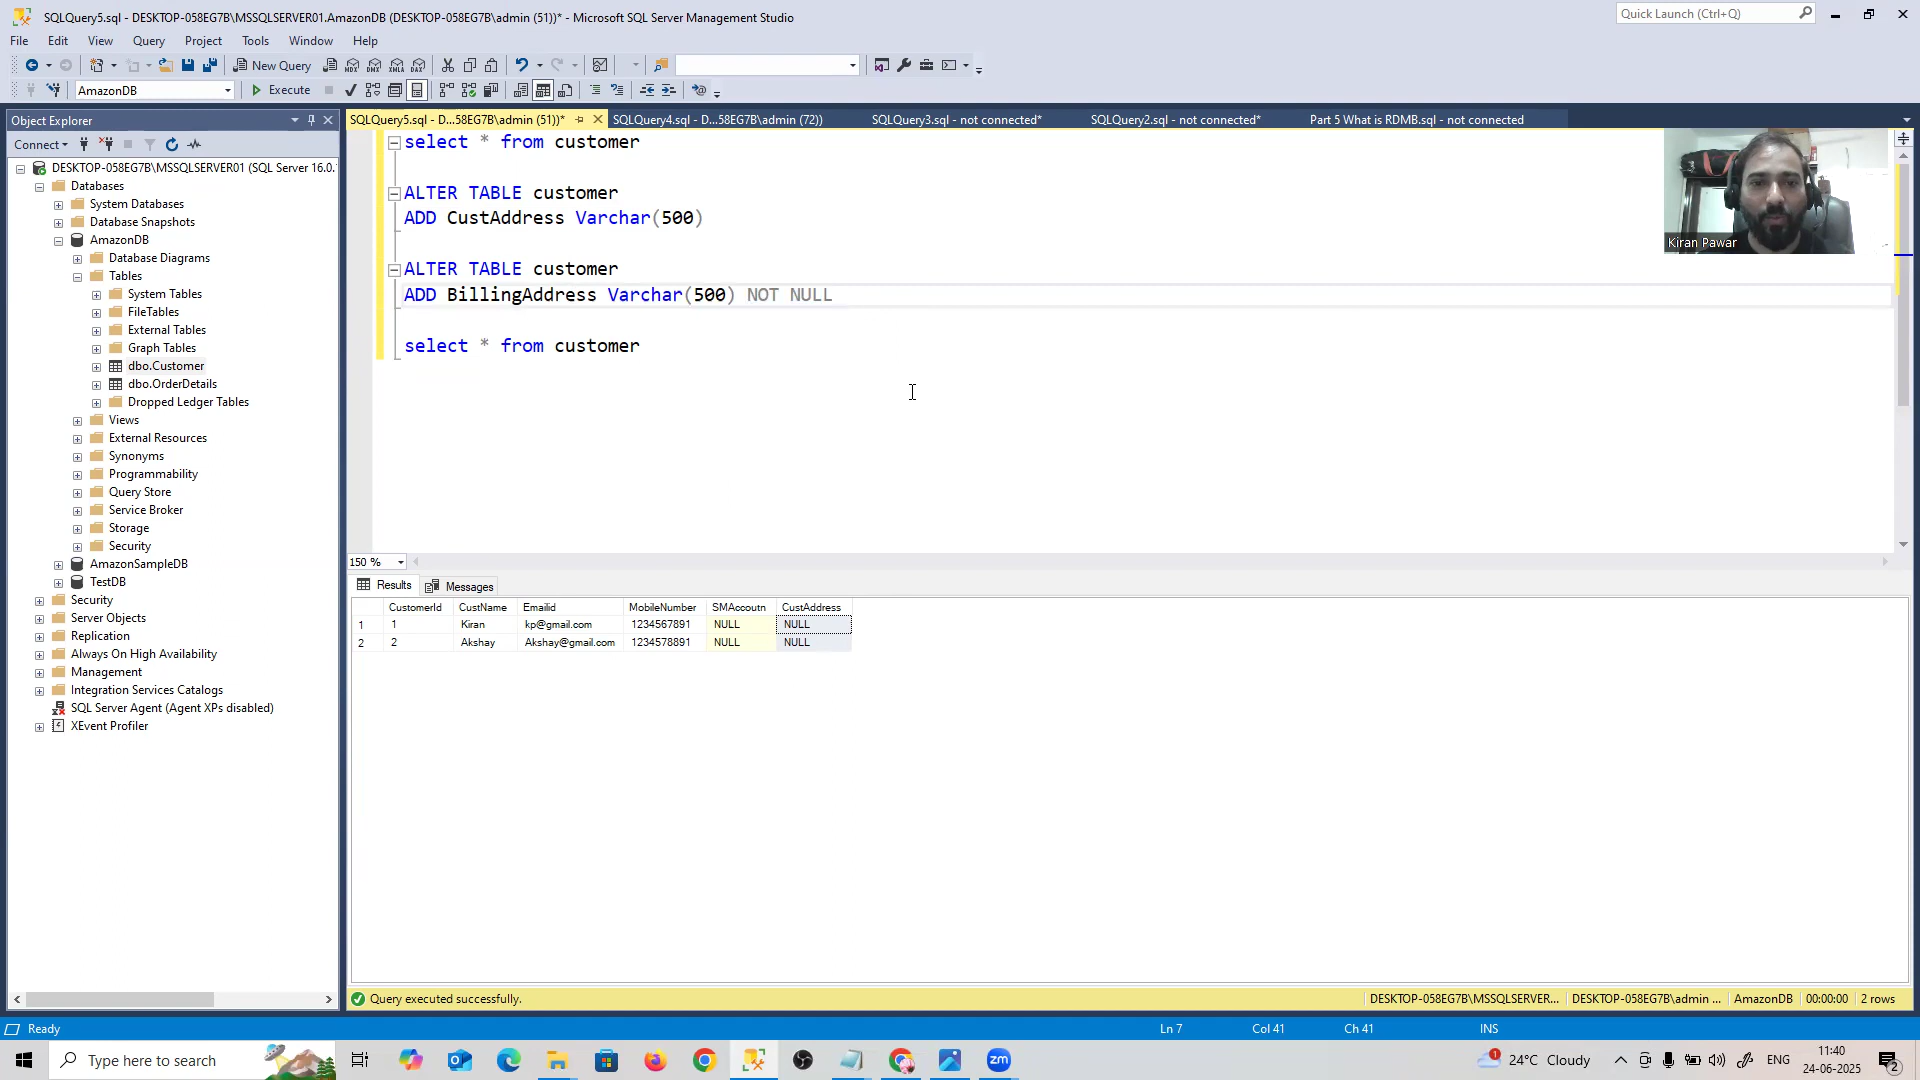 SQLQuery5.sql - DESKTOP-058EG7B\MSSQLSERVER01.AmazonDB (DESKTOP-058EG7B\admin (51))* - Microsoft SQL Server Management Studio
Quick Launch (Ctrl+Q)
File Edit View Query Project Tools Window Help
New Query
AmazonDB
Execute
Object Explorer
Connect
DESKTOP-058EG7B\MSSQLSERVER01 (SQL Server 16.0.
Databases
System Databases
Database Snapshots
AmazonDB
Database Diagrams
Tables
System Tables
FileTables
External Tables
Graph Tables
dbo.Customer
dbo.OrderDetails
Dropped Ledger Tables
Views
External Resources
Synonyms
Programmability
Query Store
Service Broker
Storage
Security
AmazonSampleDB
TestDB
Security
Server Objects
Replication
Always On High Availability
Management
Integration Services Catalogs
SQL Server Agent (Agent XPs disabled)
XEvent Profiler
SQLQuery5.sql - D...58EG7B\admin (51))* SQLQuery4.sql - D...58EG7B\admin (72)) SQLQuery3.sql - not connected* SQLQuery2.sql - not connected* Part 5 What is RDMB.sql - not connected
select * from customer
ALTER TABLE customer
ADD CustAddress Varchar(500)
ALTER TABLE customer
ADD BillingAddress Varchar(500) NOT NULL
select * from customer
Kiran Pawar
150 %
Results Messages
CustomerId CustName Emailid MobileNumber SMAccoutn CustAddress
1 1 Kiran kp@gmail.com 1234567891 NULL NULL
2 2 Akshay Akshay@gmail.com 1234578891 NULL NULL
Query executed successfully. DESKTOP-058EG7B\MSSQLSERVER... DESKTOP-058EG7B\admin ... AmazonDB 00:00:00 2 rows
Ready Ln 7 Col 41 Ch 41 INS
Type here to search
zm
1
24°C Cloudy
ENG
11:40
24-06-2025
2